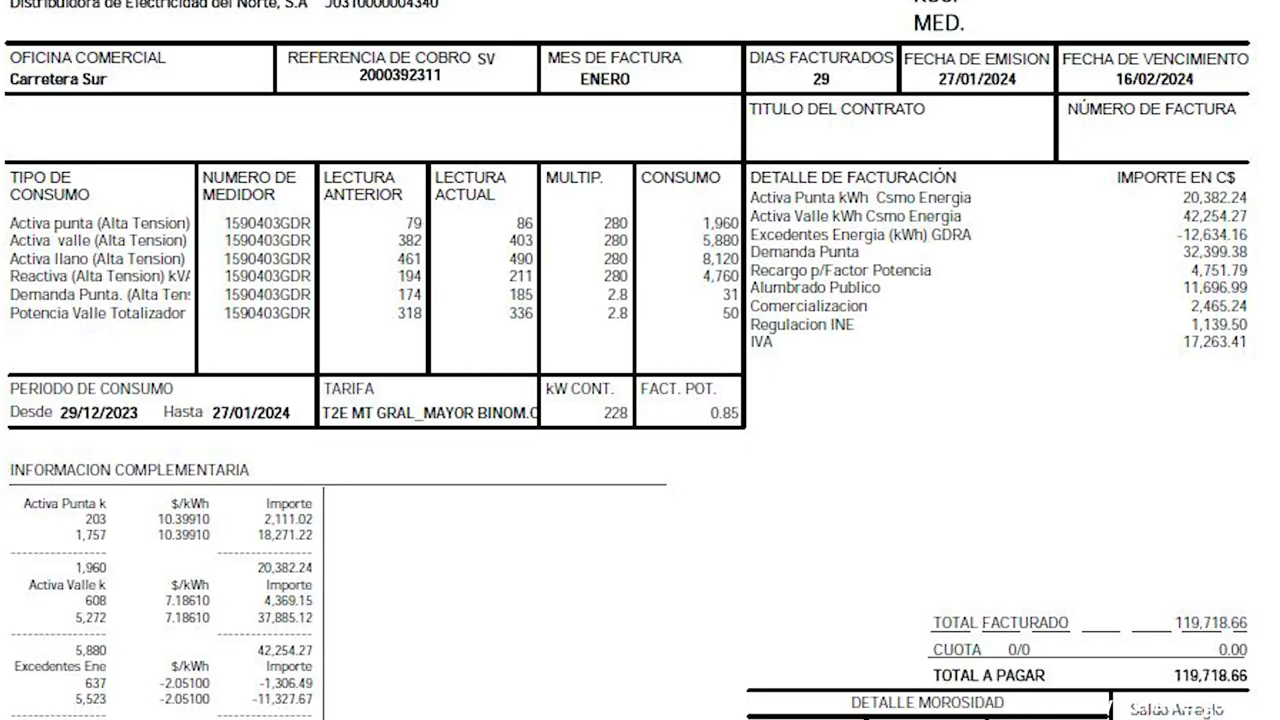 Distribuidora de Electricidad del Norte, S.A J0310000004340
MED.
OFICINA COMERCIAL REFERENCIA DE COBRO SV MES DE FACTURA DIAS FACTURADOS FECHA DE EMISION FECHA DE VENCIMIENTO
Carretera Sur 2000392311 ENERO 29 27/01/2024 16/02/2024
TITULO DEL CONTRATO NÚMERO DE FACTURA
TIPO DE CONSUMO NUMERO DE MEDIDOR LECTURA ANTERIOR LECTURA ACTUAL MULTIP. CONSUMO
Activa punta (Alta Tension) 1590403GDR 79 86 280 1,960
Activa valle (Alta Tension) 1590403GDR 382 403 280 5,880
Activa llano (Alta Tension) 1590403GDR 461 490 280 8,120
Reactiva (Alta Tension) kVA 1590403GDR 194 211 280 4,760
Demanda Punta. (Alta Tens 1590403GDR 174 185 2.8 31
Potencia Valle Totalizador 1590403GDR 318 336 2.8 50
DETALLE DE FACTURACIÓN IMPORTE EN C$
Activa Punta kWh Csmo Energia 20,382.24
Activa Valle kWh Csmo Energia 42,254.27
Excedentes Energia (kWh) GDRA -12,634.16
Demanda Punta 32,399.38
Recargo p/Factor Potencia 4,751.79
Alumbrado Publico 11,696.99
Comercializacion 2,465.24
Regulacion INE 1,139.50
IVA 17,263.41
PERIODO DE CONSUMO TARIFA kW CONT. FACT. POT.
Desde 29/12/2023 Hasta 27/01/2024 T2E MT GRAL_MAYOR BINOM.C 228 0.85
INFORMACION COMPLEMENTARIA
Activa Punta k $/kWh Importe
203 10.39910 2,111.02
1,757 10.39910 18,271.22
1,960 20,382.24
Activa Valle k $/kWh Importe
608 7.18610 4,369.15
5,272 7.18610 37,885.12
5,880 42,254.27
Excedentes Ene $/kWh Importe
637 -2.05100 -1,306.49
5,523 -2.05100 -11,327.67
TOTAL FACTURADO 119,718.66
CUOTA 0/0 0.00
TOTAL A PAGAR 119,718.66
DETALLE MOROSIDAD Saldo Arreglo